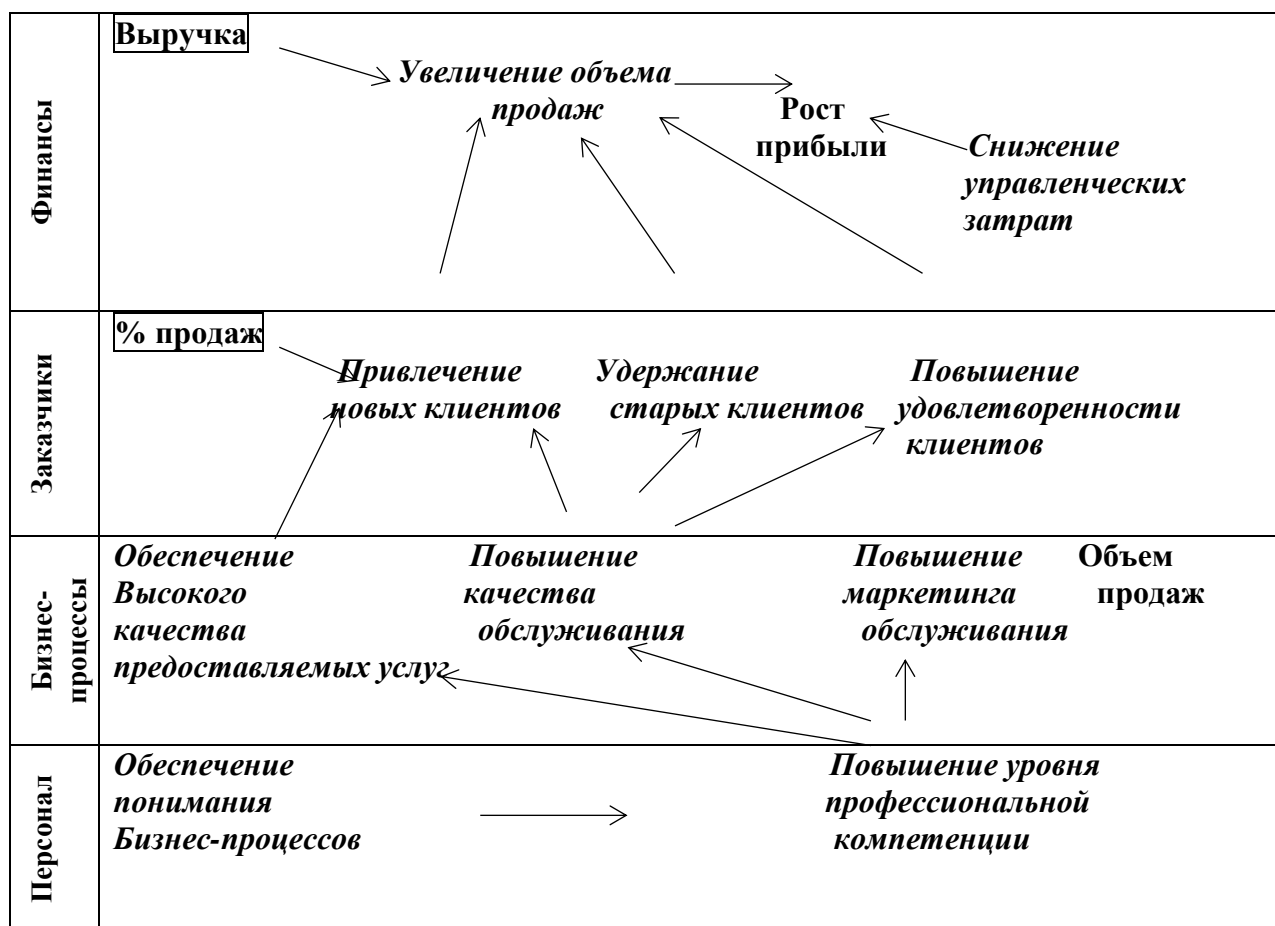 Финансы
Выручка
Увеличение объема
продаж
Рост
прибыли
Снижение
управленческих
затрат
Заказчики
% продаж
Привлечение
новых клиентов
Удержание
старых клиентов
Повышение
удовлетворенности
клиентов
Бизнес-
процессы
Обеспечение
Высокого
качества
предоставляемых услуг
Повышение
качества
обслуживания
Повышение
маркетинга
обслуживания
Объем
продаж
Персонал
Обеспечение
понимания
Бизнес-процессов
Повышение уровня
профессиональной
компетенции